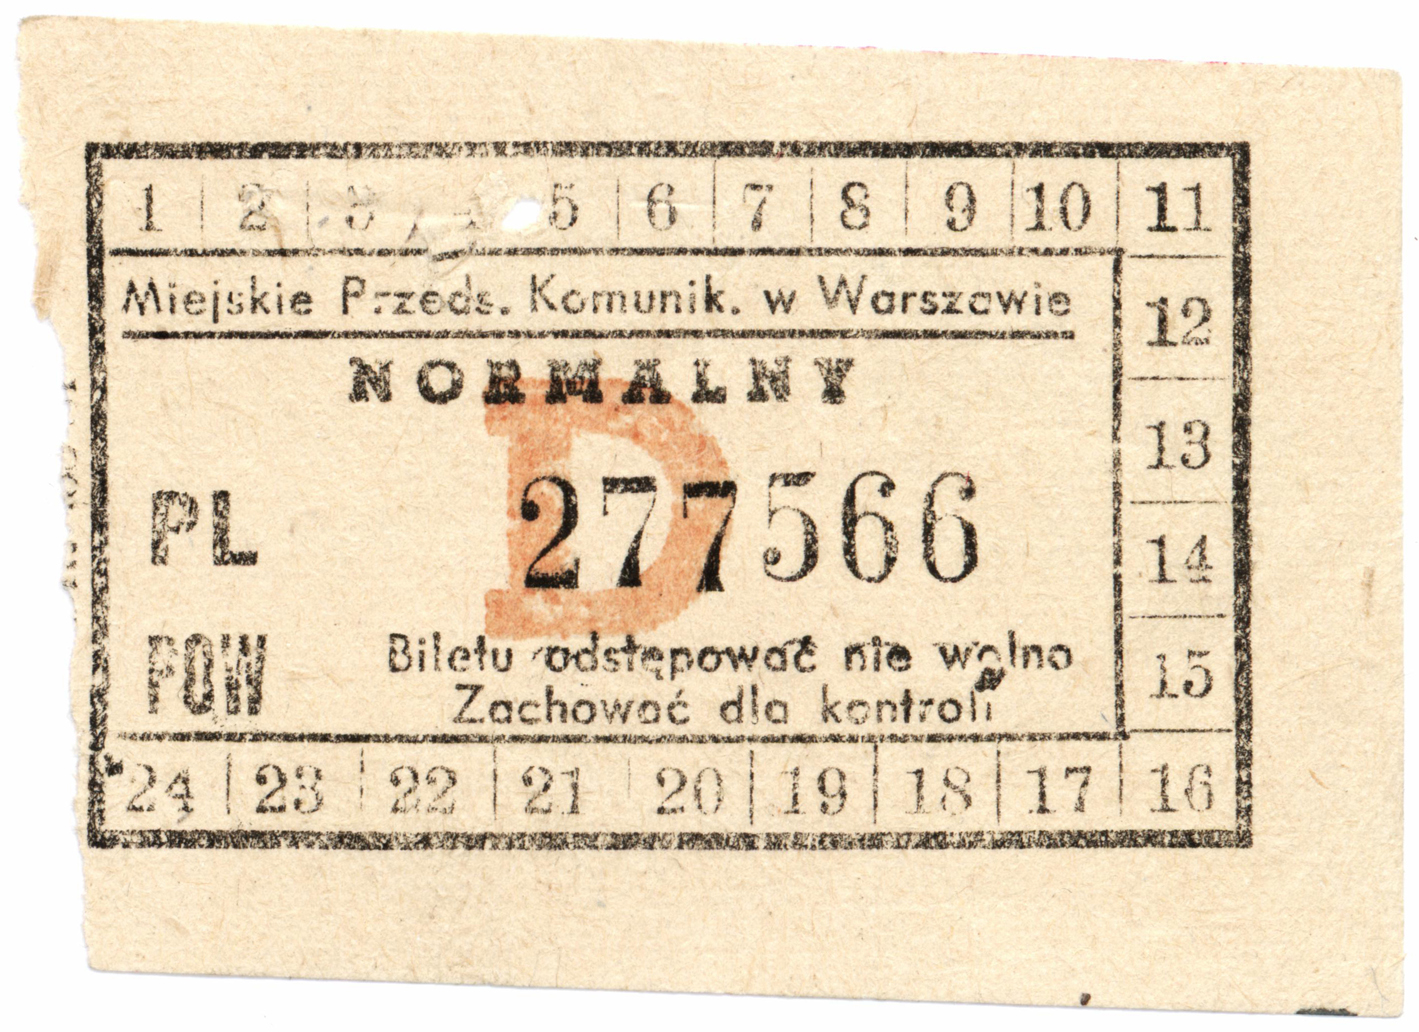 1 2 3 4 5 6 7 8 9 10 11
Miejskie Przeds. Komunik. w Warszawie
12
NORMALNY
D
13
PL 277566
14
POW Biletu odstępować nie wolno
15
Zachować dla kontroli
24 23 22 21 20 19 18 17 16